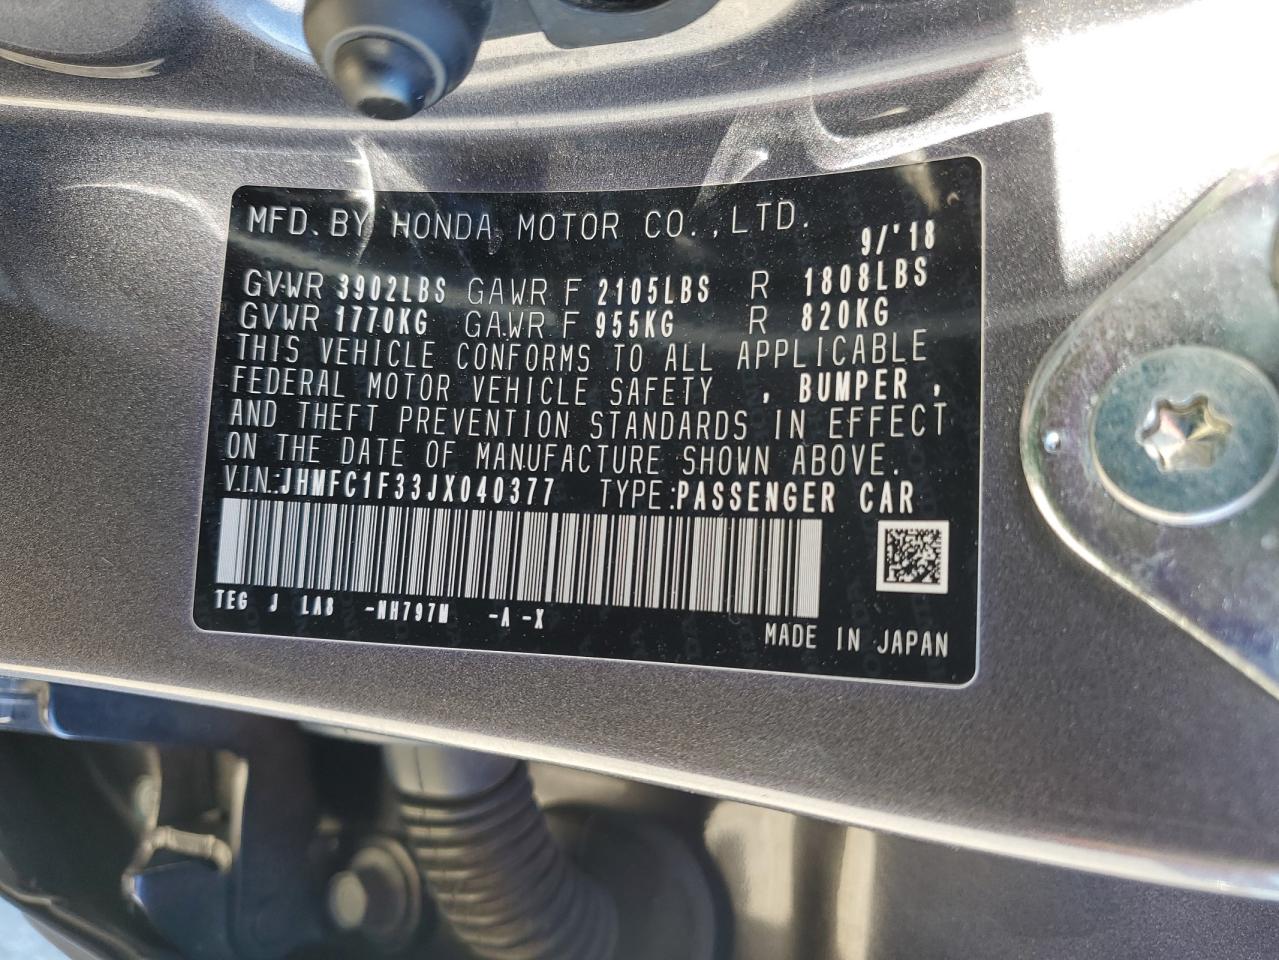 MFD. BY HONDA MOTOR CO., LTD.
9/'18
GVWR 3902LBS GAWR F 2105LBS R 1808LBS
GVWR 1770KG GAWR F 955KG R 820KG
THIS VEHICLE CONFORMS TO ALL APPLICABLE
FEDERAL MOTOR VEHICLE SAFETY , BUMPER ,
AND THEFT PREVENTION STANDARDS IN EFFECT
ON THE DATE OF MANUFACTURE SHOWN ABOVE.
V.I.N.:JHMFC1F33JX040377 TYPE:PASSENGER CAR
TEG J LA8 -NH797M -A -X
MADE IN JAPAN